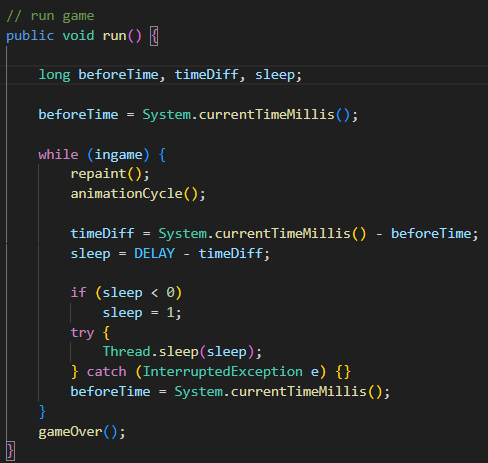 // run game
public void run() {
long beforeTime, timeDiff, sleep;
beforeTime = System.currentTimeMillis();
while (ingame) {
repaint();
animationCycle();
timeDiff = System.currentTimeMillis() - beforeTime;
sleep = DELAY - timeDiff;
if (sleep < 0)
sleep = 1;
try {
Thread.sleep(sleep);
} catch (InterruptedException e) {}
beforeTime = System.currentTimeMillis();
}
gameOver();
}